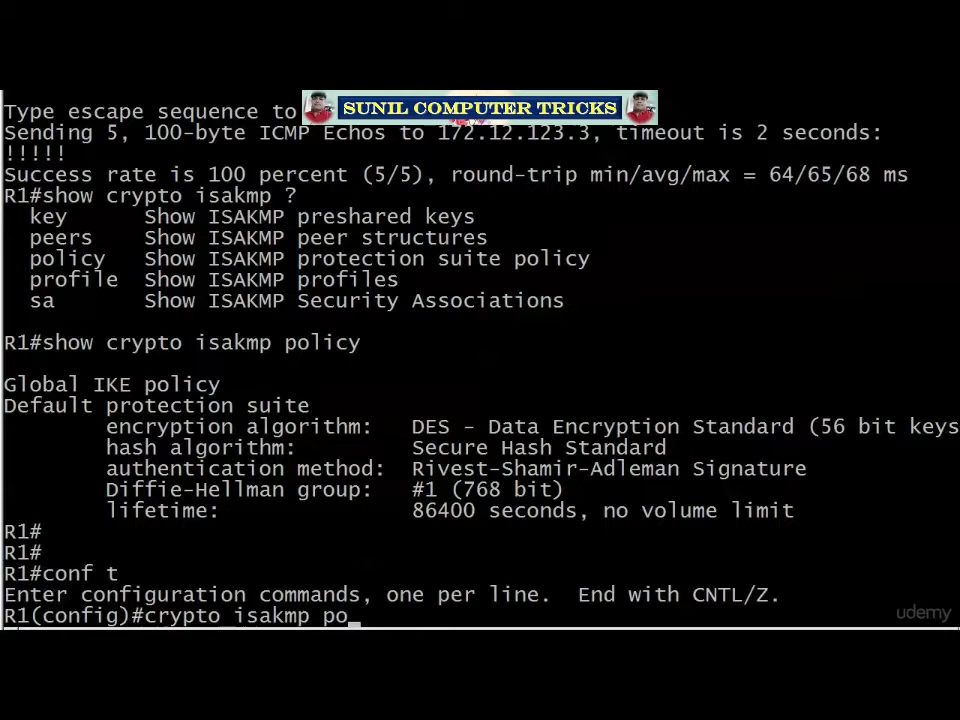 Type escape sequence to
SUNIL COMPUTER TRICKS
Sending 5, 100-byte ICMP Echos to 172.12.123.3, timeout is 2 seconds:
!!!!!
Success rate is 100 percent (5/5), round-trip min/avg/max = 64/65/68 ms
R1#show crypto isakmp ?
key Show ISAKMP preshared keys
peers Show ISAKMP peer structures
policy Show ISAKMP protection suite policy
profile Show ISAKMP profiles
sa Show ISAKMP Security Associations
R1#show crypto isakmp policy
Global IKE policy
Default protection suite
encryption algorithm: DES - Data Encryption Standard (56 bit keys
hash algorithm: Secure Hash Standard
authentication method: Rivest-Shamir-Adleman Signature
Diffie-Hellman group: #1 (768 bit)
lifetime: 86400 seconds, no volume limit
R1#
R1#
R1#conf t
Enter configuration commands, one per line. End with CNTL/Z.
R1(config)#crypto isakmp po_
udemy